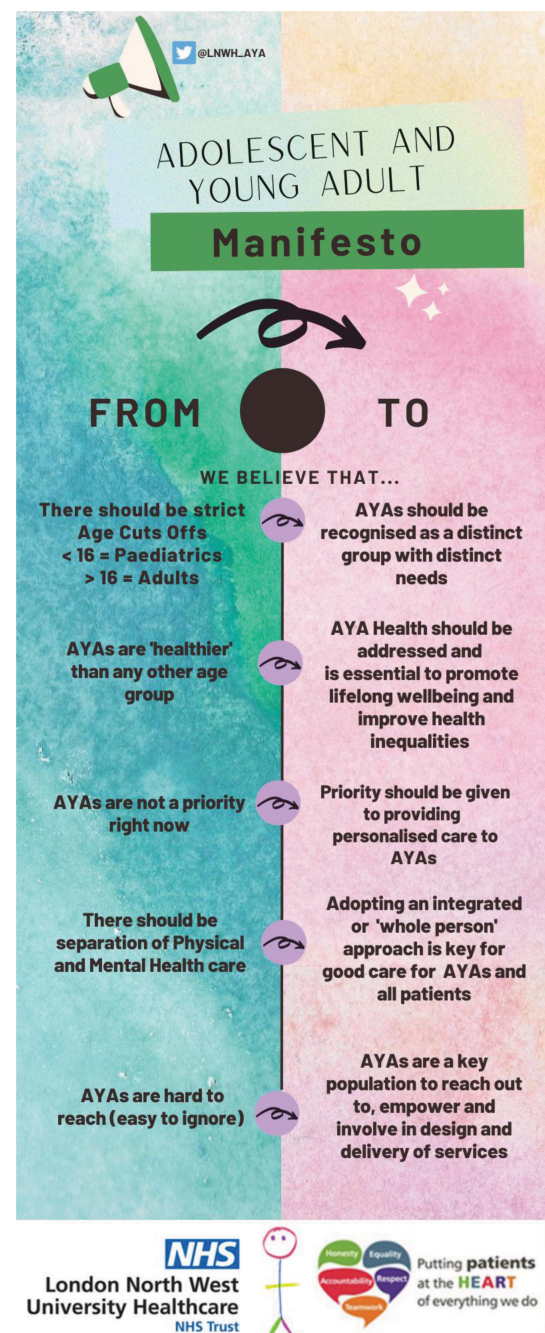 @LNWH_AYA
ADOLESCENT AND
YOUNG ADULT
Manifesto
FROM
TO
WE BELIEVE THAT...
There should be strict
Age Cuts Offs
< 16 = Paediatrics
> 16 = Adults
AYAs should be
recognised as a distinct
group with distinct
needs
AYAs are 'healthier'
than any other age
group
AYA Health should be
addressed and
is essential to promote
lifelong wellbeing and
improve health
inequalities
AYAs are not a priority
right now
Priority should be given
to providing
personalised care to
AYAs
There should be
separation of Physical
and Mental Health care
Adopting an integrated
or 'whole person'
approach is key for
good care for AYAs and
all patients
AYAs are hard to
reach (easy to ignore)
AYAs are a key
population to reach out
to, empower and
involve in design and
delivery of services
NHS
London North West
University Healthcare
NHS Trust
Honesty
Equality
Accountability
Respect
Teamwork
Putting patients
at the HEART
of everything we do